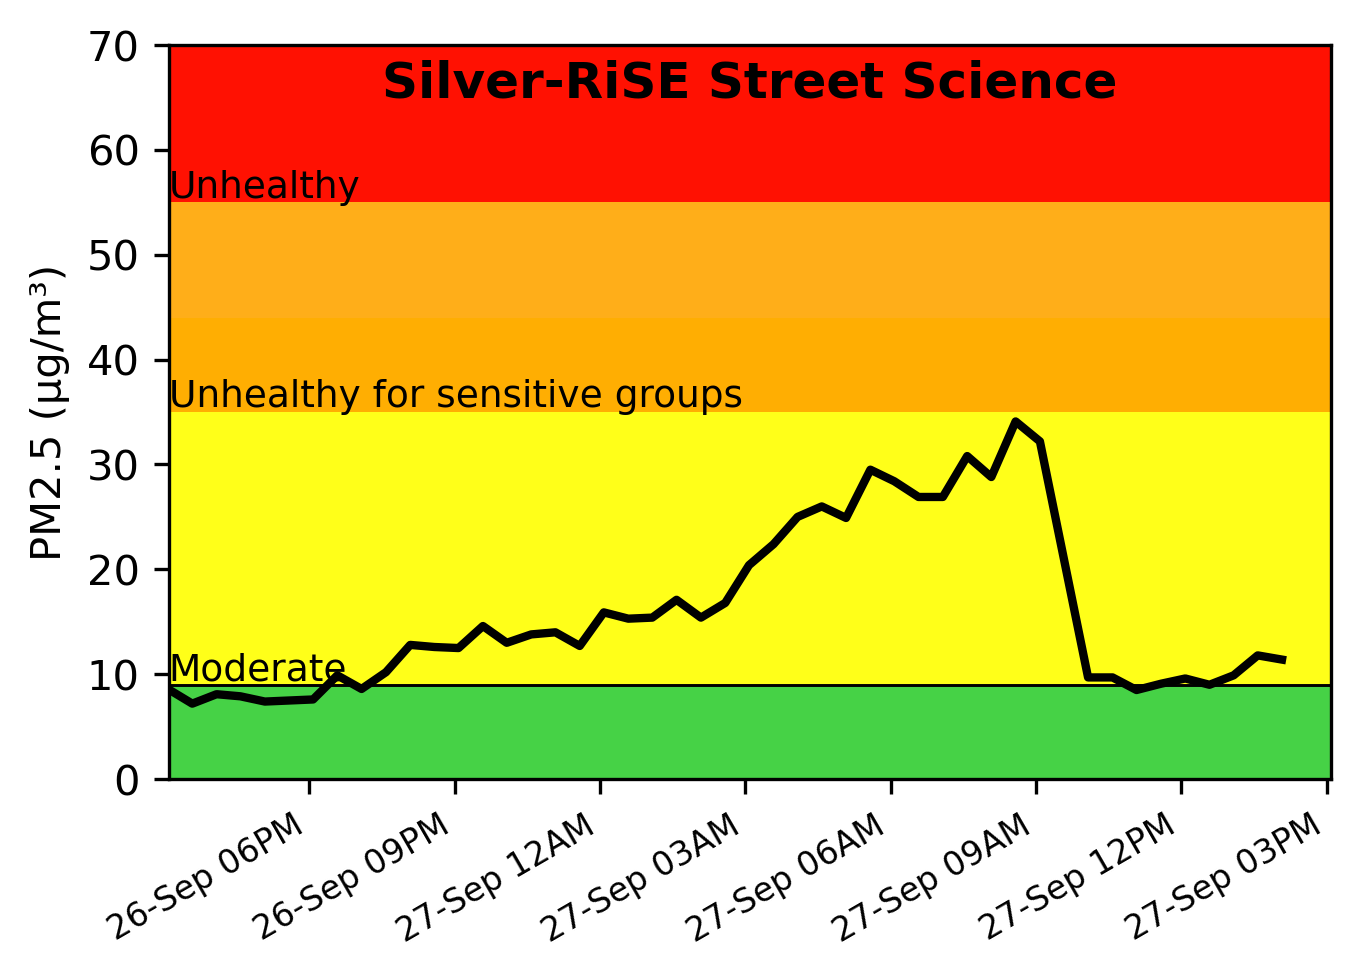 Silver-RiSE Street Science
70
60
50
40
30
20
10
0
PM2.5 (µg/m³)
Unhealthy
Unhealthy for sensitive groups
Moderate
26-Sep 06PM
26-Sep 09PM
27-Sep 12AM
27-Sep 03AM
27-Sep 06AM
27-Sep 09AM
27-Sep 12PM
27-Sep 03PM